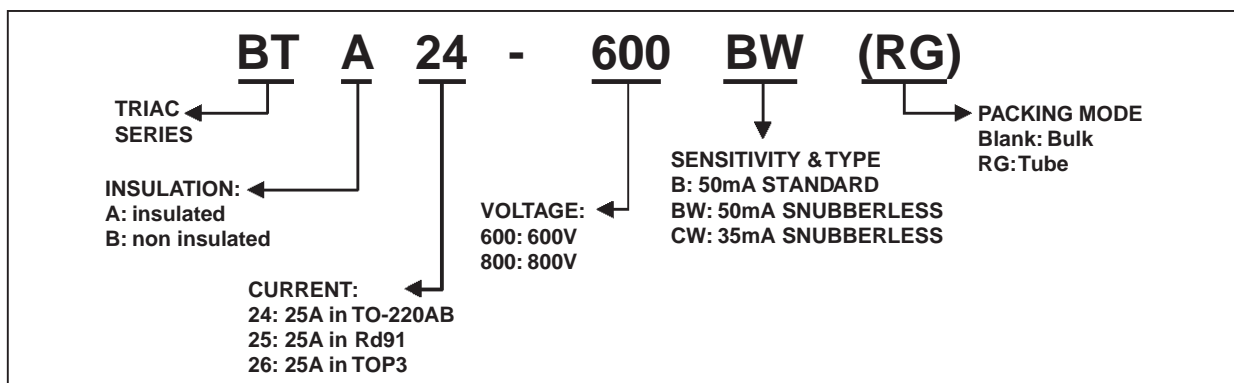 BT A 24 - 600 BW (RG)
TRIAC
SERIES
INSULATION:
A: insulated
B: non insulated
CURRENT:
24: 25A in TO-220AB
25: 25A in Rd91
26: 25A in TOP3
VOLTAGE:
600: 600V
800: 800V
SENSITIVITY & TYPE
B: 50mA STANDARD
BW: 50mA SNUBBERLESS
CW: 35mA SNUBBERLESS
PACKING MODE
Blank: Bulk
RG: Tube